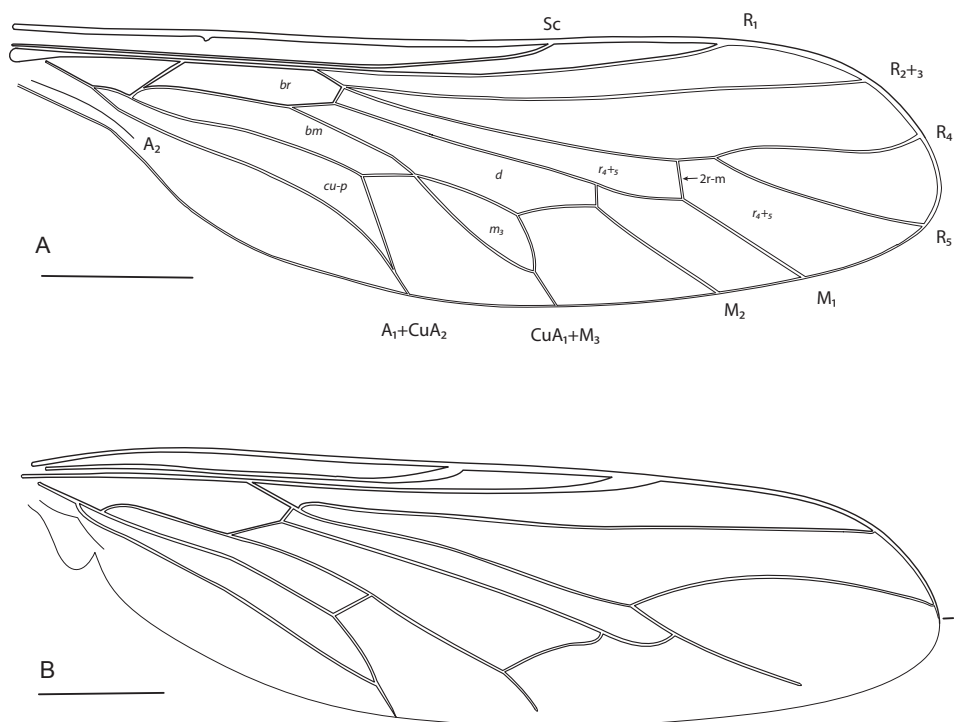 Sc
R₁
R₂+₃
R₄
br
bm
A₂
cu-p
d
r₄+₅
2r-m
r₄+₅
m₃
R₅
A
M₁
M₂
A₁+CuA₂
CuA₁+M₃
B